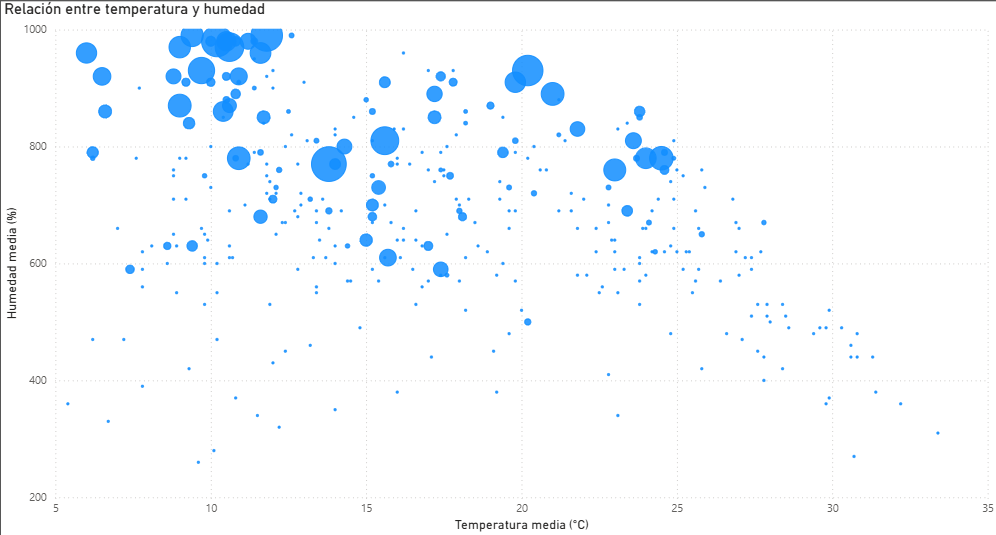 Relación entre temperatura y humedad
1000
800
600
400
200
Humedad media (%)
5 10 15 20 25 30 35
Temperatura media (°C)